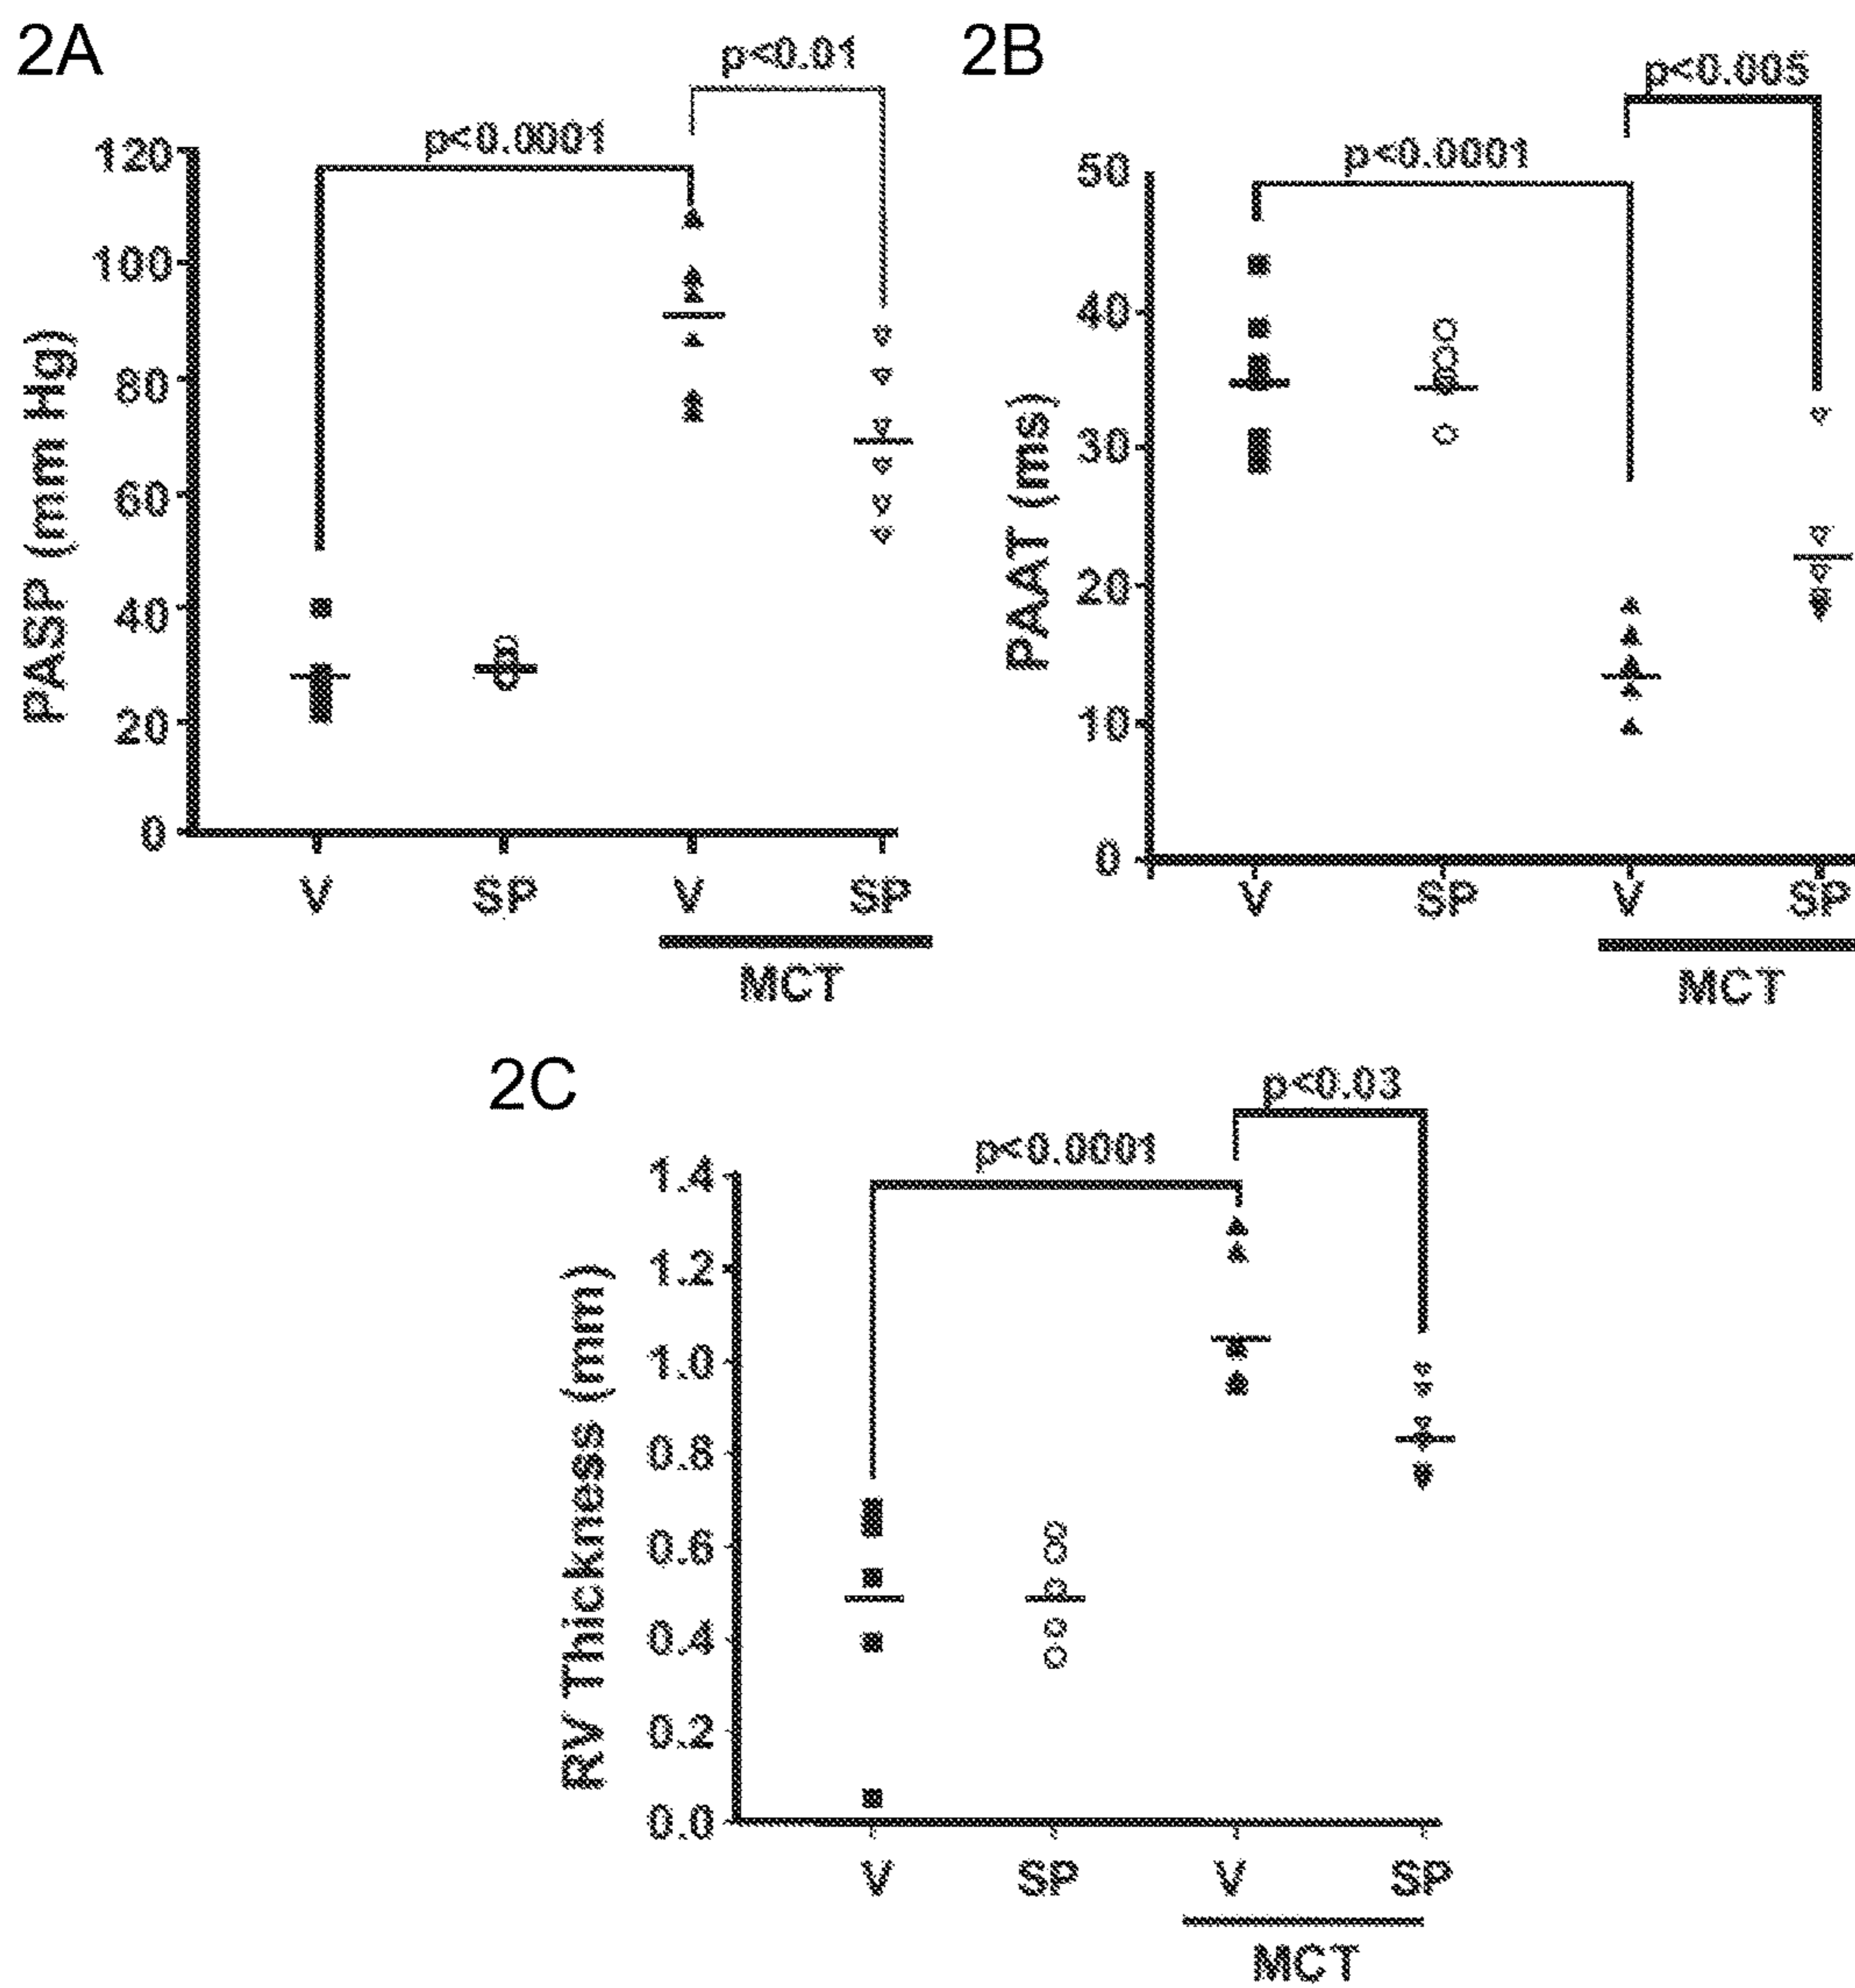 2A
p<0.01
p<0.0001
120
100
80
60
40
20
0
PASP (mm Hg)
V SP V SP
MCT
2B
p<0.005
p<0.0001
50
40
30
20
10
0
PAAT (ms)
V SP V SP
MCT
2C
p<0.03
p<0.0001
1.4
1.2
1.0
0.8
0.6
0.4
0.2
0.0
RV Thickness (mm)
V SP V SP
MCT